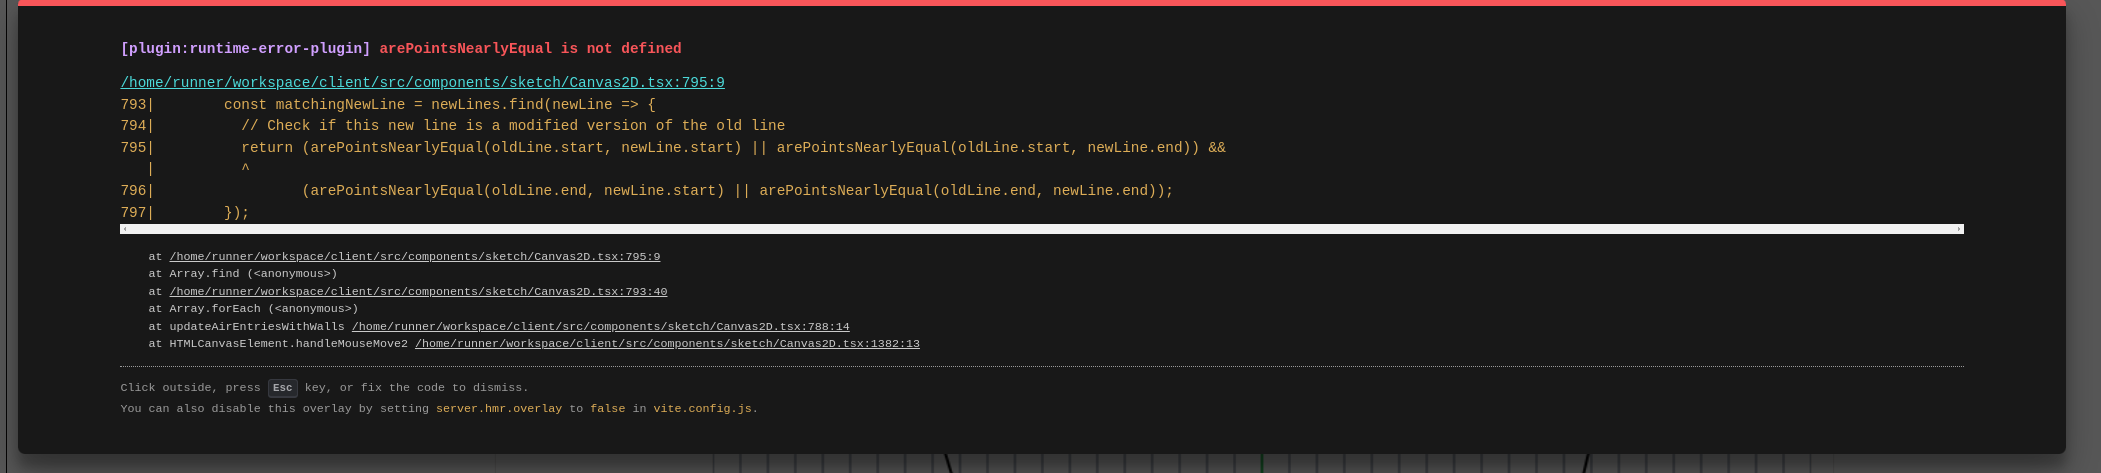 [plugin:runtime-error-plugin] arePointsNearlyEqual is not defined
/home/runner/workspace/client/src/components/sketch/Canvas2D.tsx:795:9
793|        const matchingNewLine = newLines.find(newLine => {
794|          // Check if this new line is a modified version of the old line
795|          return (arePointsNearlyEqual(oldLine.start, newLine.start) || arePointsNearlyEqual(oldLine.start, newLine.end)) &&
   |          ^
796|                 (arePointsNearlyEqual(oldLine.end, newLine.start) || arePointsNearlyEqual(oldLine.end, newLine.end));
797|        });
at /home/runner/workspace/client/src/components/sketch/Canvas2D.tsx:795:9
at Array.find (<anonymous>)
at /home/runner/workspace/client/src/components/sketch/Canvas2D.tsx:793:40
at Array.forEach (<anonymous>)
at updateAirEntriesWithWalls /home/runner/workspace/client/src/components/sketch/Canvas2D.tsx:788:14
at HTMLCanvasElement.handleMouseMove2 /home/runner/workspace/client/src/components/sketch/Canvas2D.tsx:1382:13
Click outside, press Esc key, or fix the code to dismiss.
You can also disable this overlay by setting server.hmr.overlay to false in vite.config.js.